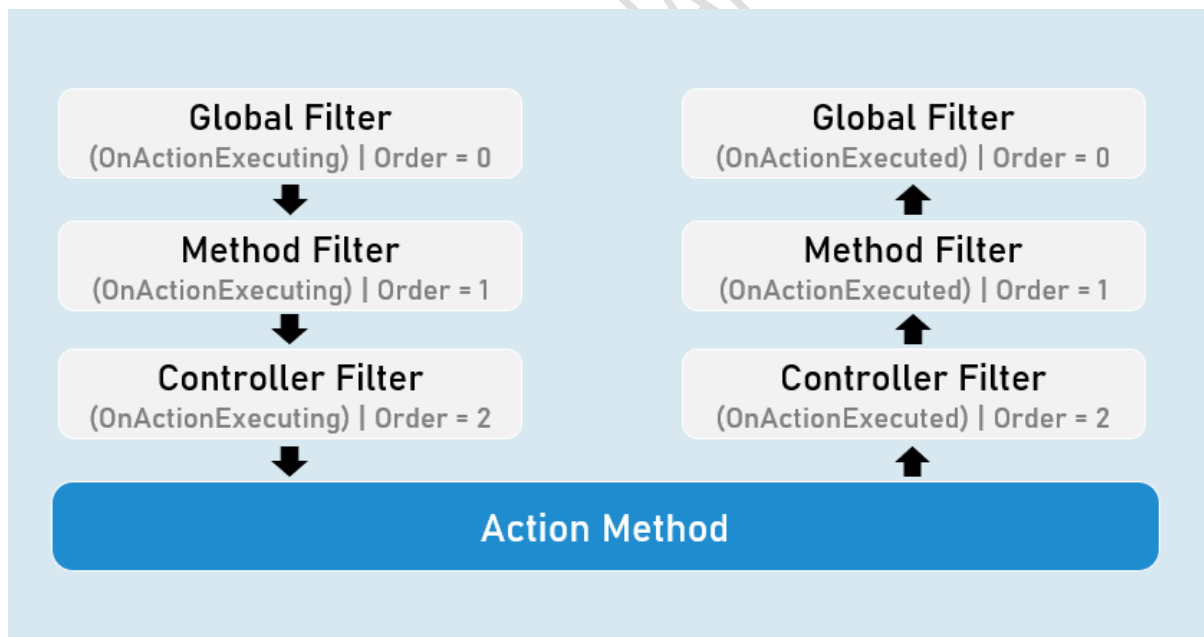 Global Filter
(OnActionExecuting) | Order = 0
Method Filter
(OnActionExecuting) | Order = 1
Controller Filter
(OnActionExecuting) | Order = 2
Global Filter
(OnActionExecuted) | Order = 0
Method Filter
(OnActionExecuted) | Order = 1
Controller Filter
(OnActionExecuted) | Order = 2
Action Method